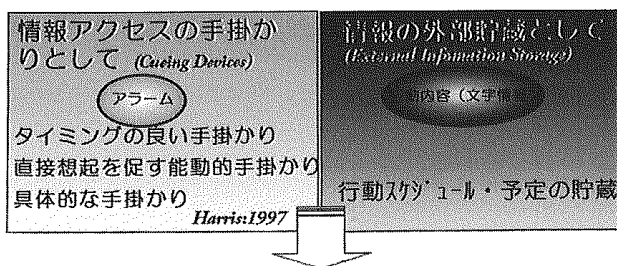 情報アクセスの手掛か
りとして (Cueing Devices)
アラーム
タイミングの良い手掛かり
直接想起を促す能動的手掛かり
具体的な手掛かり
Harris:1997
情報の外部貯蔵として
(External Infomation Storage)
内容（文字情
行動スケジュール・予定の貯蔵